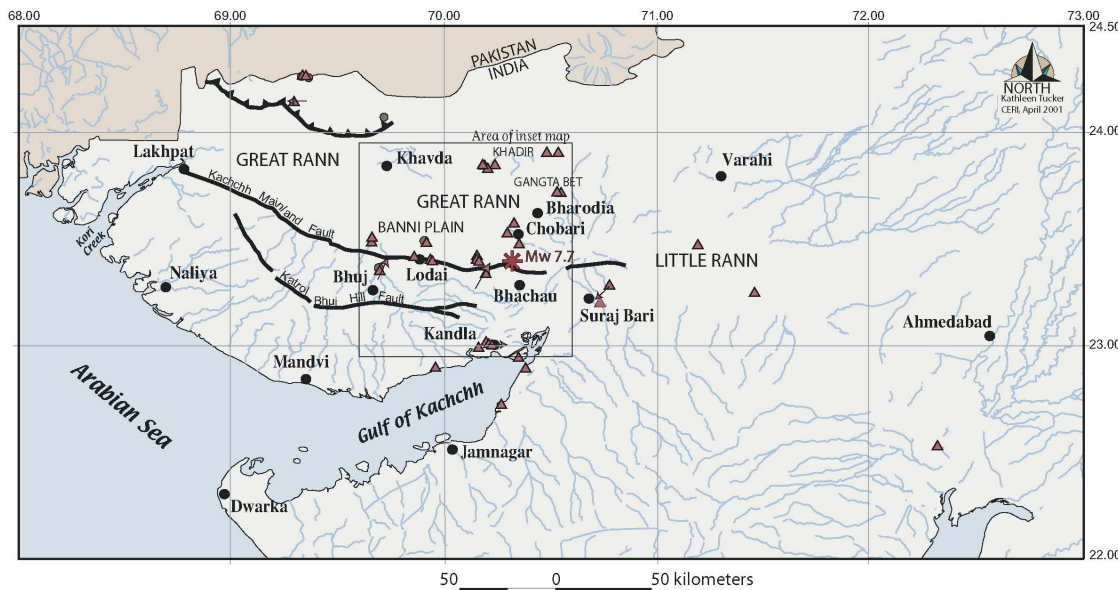 68.00 69.00 70.00 71.00 72.00 73.00
24.50
PAKISTAN
INDIA
NORTH
Kathleen Tucker
CERI, April 2001
24.00
Area of inset map
Lakhpat
GREAT RANN
Khavda
KHADIR
Varahi
Kachchh Mainland Fault
GANGTA BET
GREAT RANN
Bharodia
BANNI PLAIN
Chobari
Kori
Creek
Mw 7.7
LITTLE RANN
Naliya
Bhuj
Lodai
Katrol
Bhuj Hill Fault
Bhachau
Suraj Bari
Ahmedabad
Kandla
23.00
Mandvi
Arabian Sea
Gulf of Kachchh
Jamnagar
Dwarka
22.00
50 0 50 kilometers